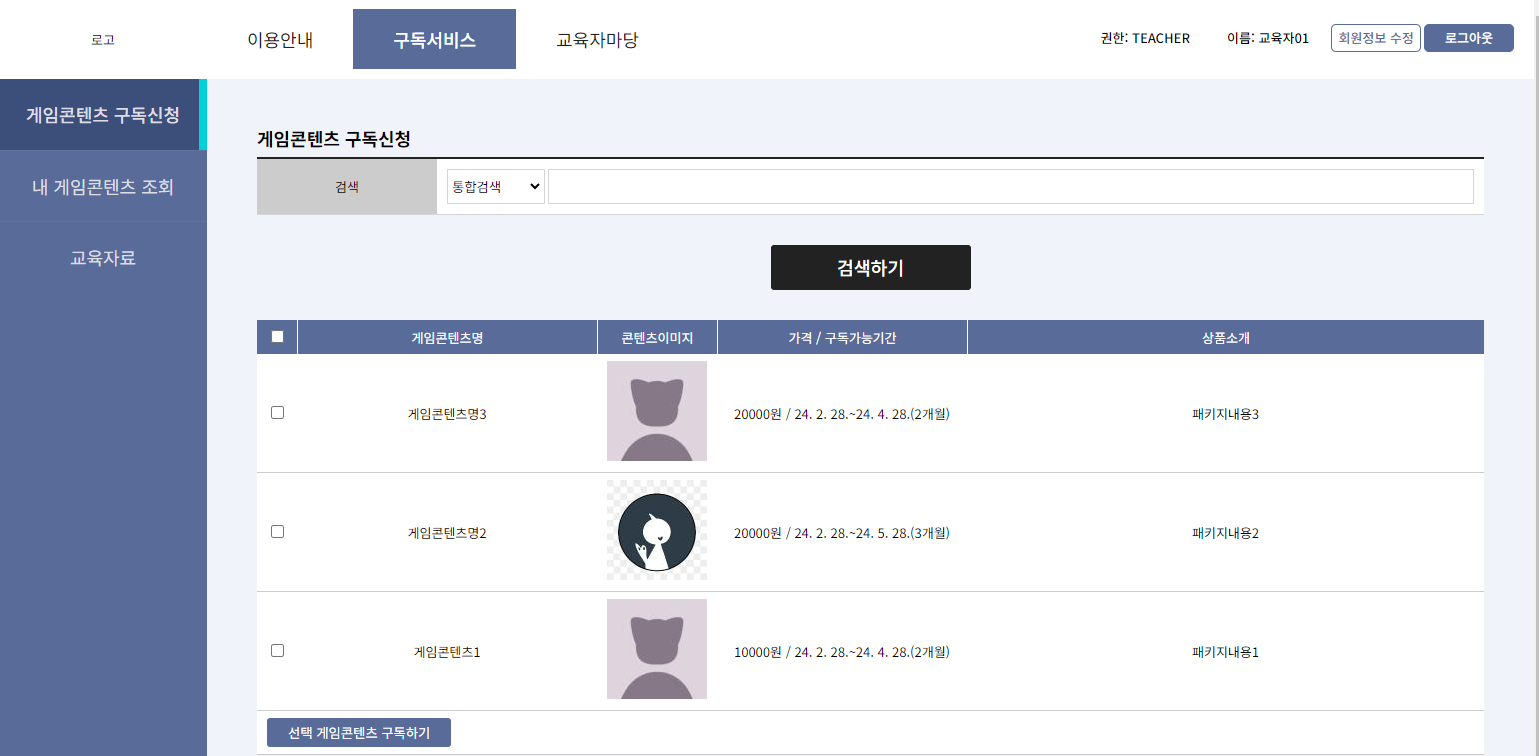 로고
이용안내
구독서비스
교육자마당
권한: TEACHER
이름: 교육자01
회원정보 수정
로그아웃
게임콘텐츠 구독신청
내 게임콘텐츠 조회
교육자료
게임콘텐츠 구독신청
검색
통합검색
검색하기
게임콘텐츠명 콘텐츠이미지 가격 / 구독가능기간 상품소개
게임콘텐츠명3 20000원 / 24. 2. 28.~24. 4. 28.(2개월) 패키지내용3
게임콘텐츠명2 20000원 / 24. 2. 28.~24. 5. 28.(3개월) 패키지내용2
게임콘텐츠1 10000원 / 24. 2. 28.~24. 4. 28.(2개월) 패키지내용1
선택 게임콘텐츠 구독하기